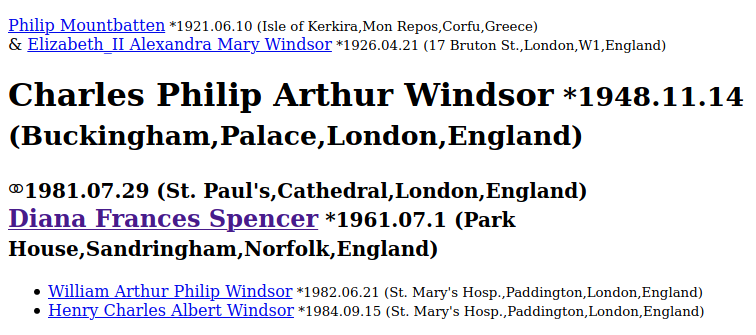 Philip Mountbatten *1921.06.10 (Isle of Kerkira,Mon Repos,Corfu,Greece)
& Elizabeth_II Alexandra Mary Windsor *1926.04.21 (17 Bruton St.,London,W1,England)
Charles Philip Arthur Windsor *1948.11.14
(Buckingham,Palace,London,England)
⚭1981.07.29 (St. Paul's,Cathedral,London,England)
Diana Frances Spencer *1961.07.1 (Park
House,Sandringham,Norfolk,England)
• William Arthur Philip Windsor *1982.06.21 (St. Mary's Hosp.,Paddington,London,England)
• Henry Charles Albert Windsor *1984.09.15 (St. Mary's Hosp.,Paddington,London,England)